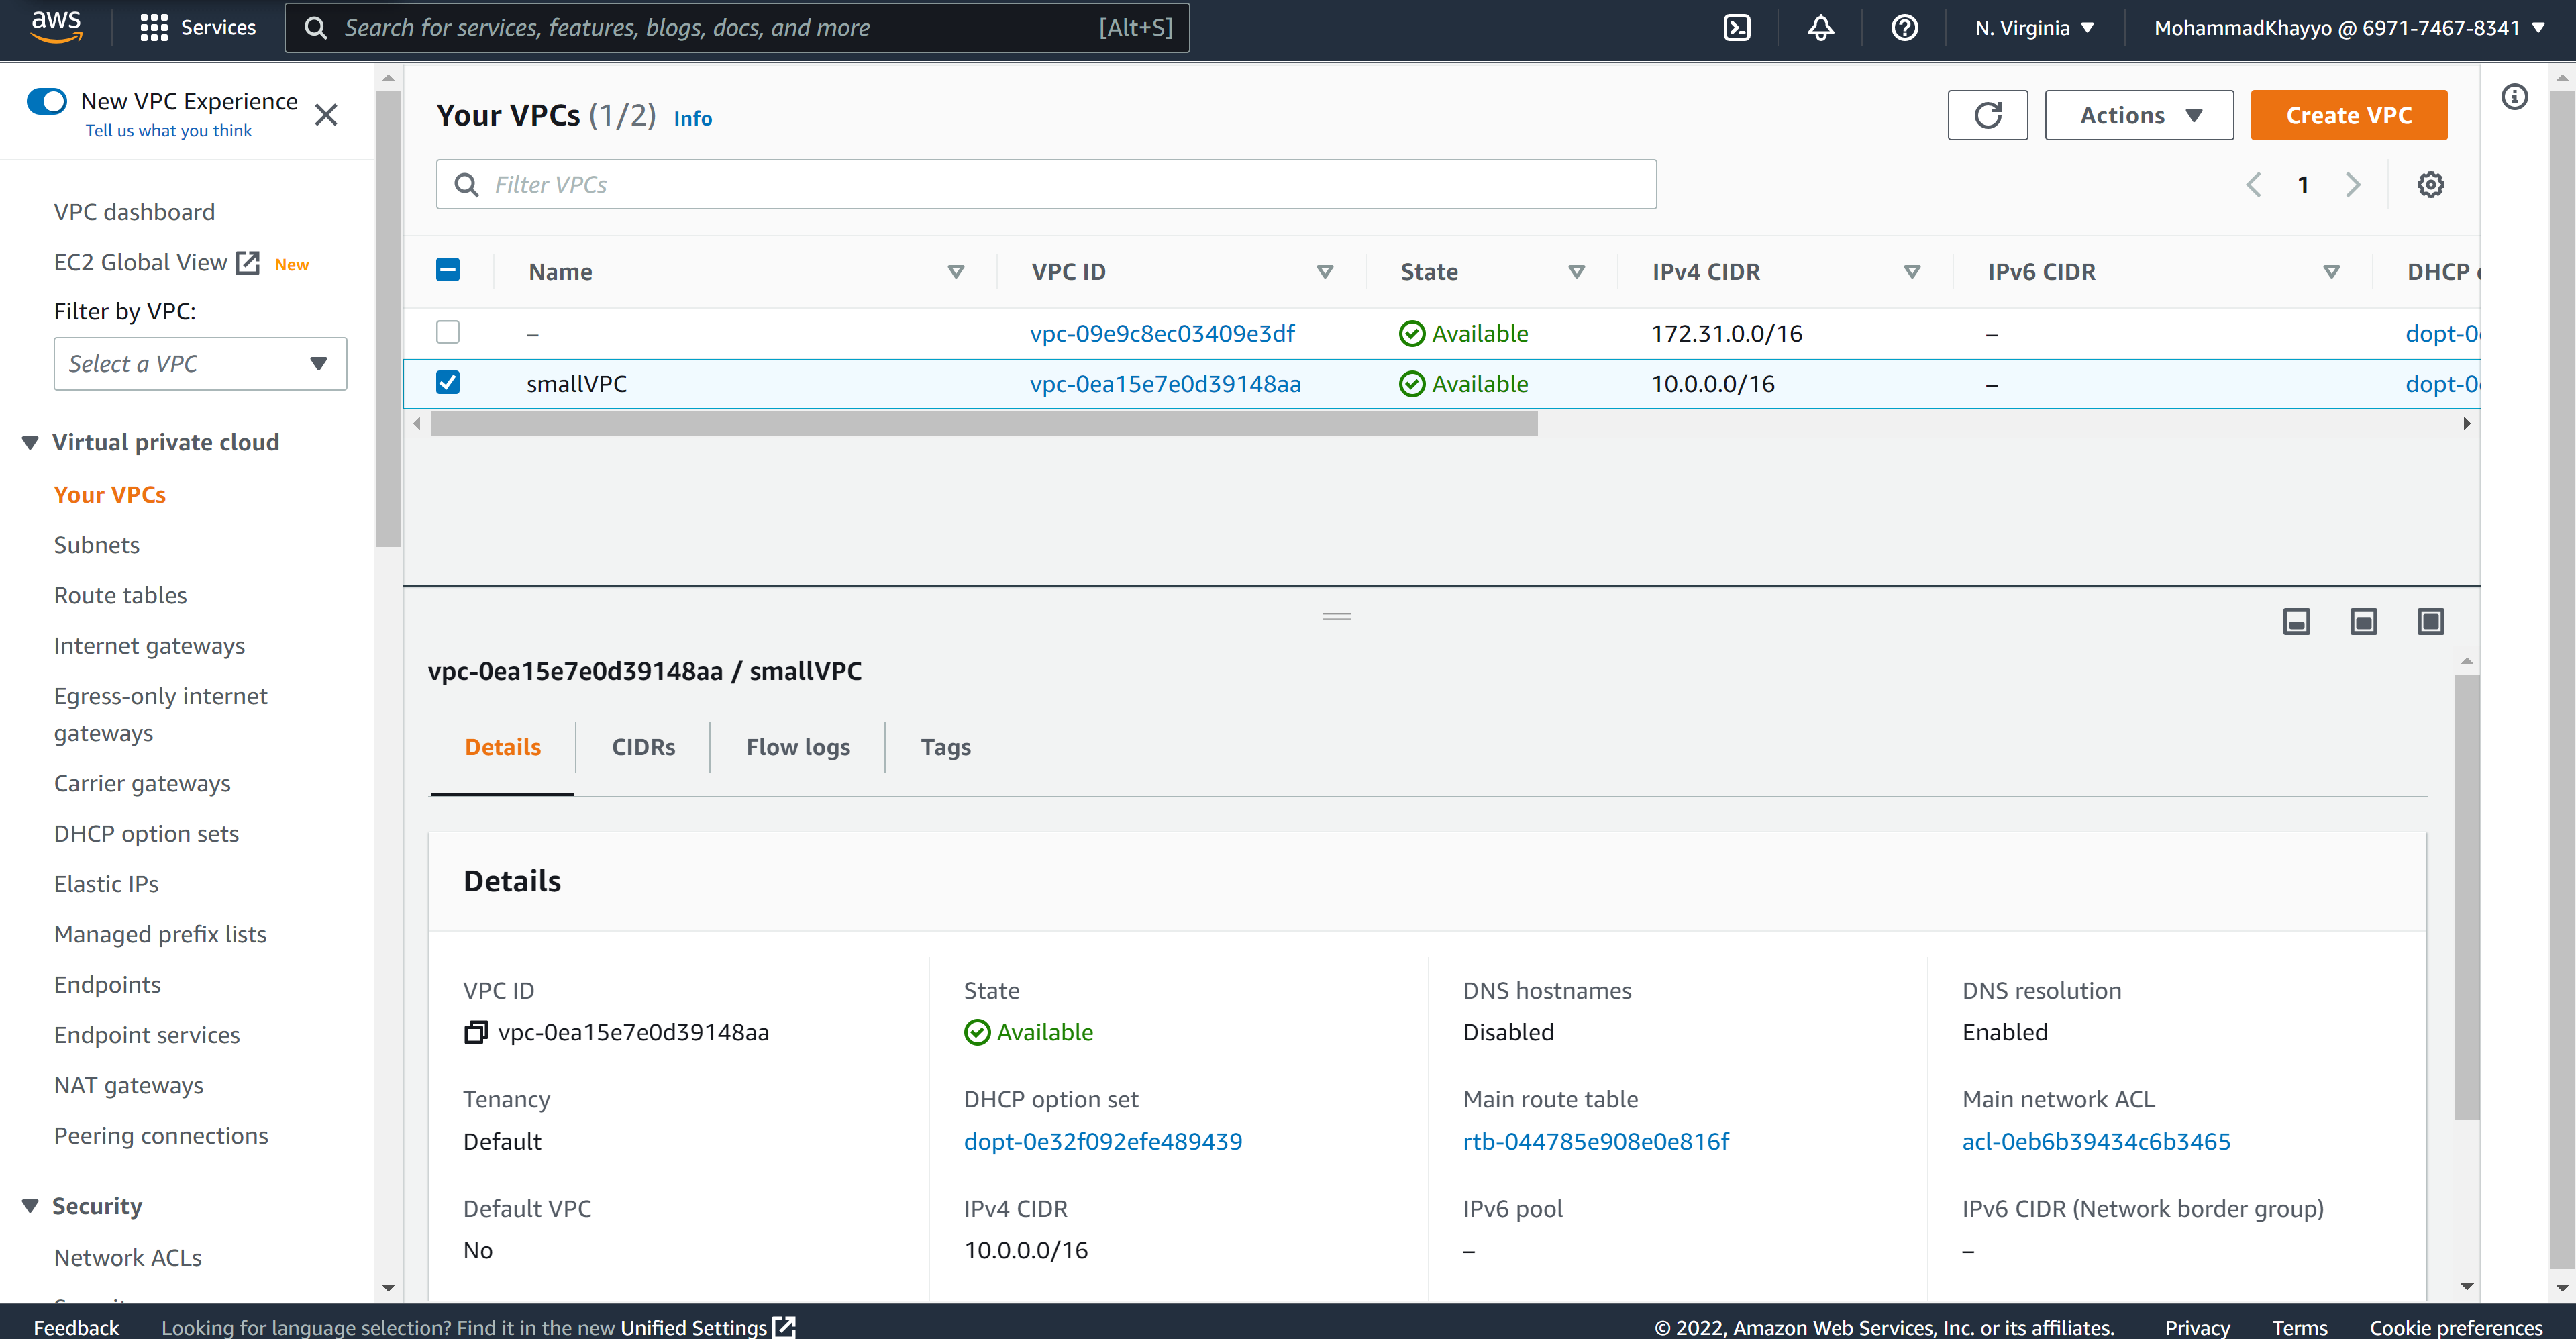 aws
Services
Search for services, features, blogs, docs, and more
[Alt+S]
N. Virginia
MohammadKhayyo @ 6971-7467-8341
New VPC Experience
Tell us what you think
VPC dashboard
EC2 Global View
New
Filter by VPC:
Select a VPC
Virtual private cloud
Your VPCs
Subnets
Route tables
Internet gateways
Egress-only internet
gateways
Carrier gateways
DHCP option sets
Elastic IPs
Managed prefix lists
Endpoints
Endpoint services
NAT gateways
Peering connections
Security
Network ACLs
Your VPCs (1/2) Info
Actions
Create VPC
Filter VPCs
1
Name VPC ID State IPv4 CIDR IPv6 CIDR DHCP
– vpc-09e9c8ec03409e3df Available 172.31.0.0/16 – dopt-0
smallVPC vpc-0ea15e7e0d39148aa Available 10.0.0.0/16 – dopt-0
vpc-0ea15e7e0d39148aa / smallVPC
Details CIDRs Flow logs Tags
Details
VPC ID State DNS hostnames DNS resolution
vpc-0ea15e7e0d39148aa Available Disabled Enabled
Tenancy DHCP option set Main route table Main network ACL
Default dopt-0e32f092efe489439 rtb-044785e908e0e816f acl-0eb6b39434c6b3465
Default VPC IPv4 CIDR IPv6 pool IPv6 CIDR (Network border group)
No 10.0.0.0/16 – –
Feedback Looking for language selection? Find it in the new Unified Settings © 2022, Amazon Web Services, Inc. or its affiliates. Privacy Terms Cookie preferences